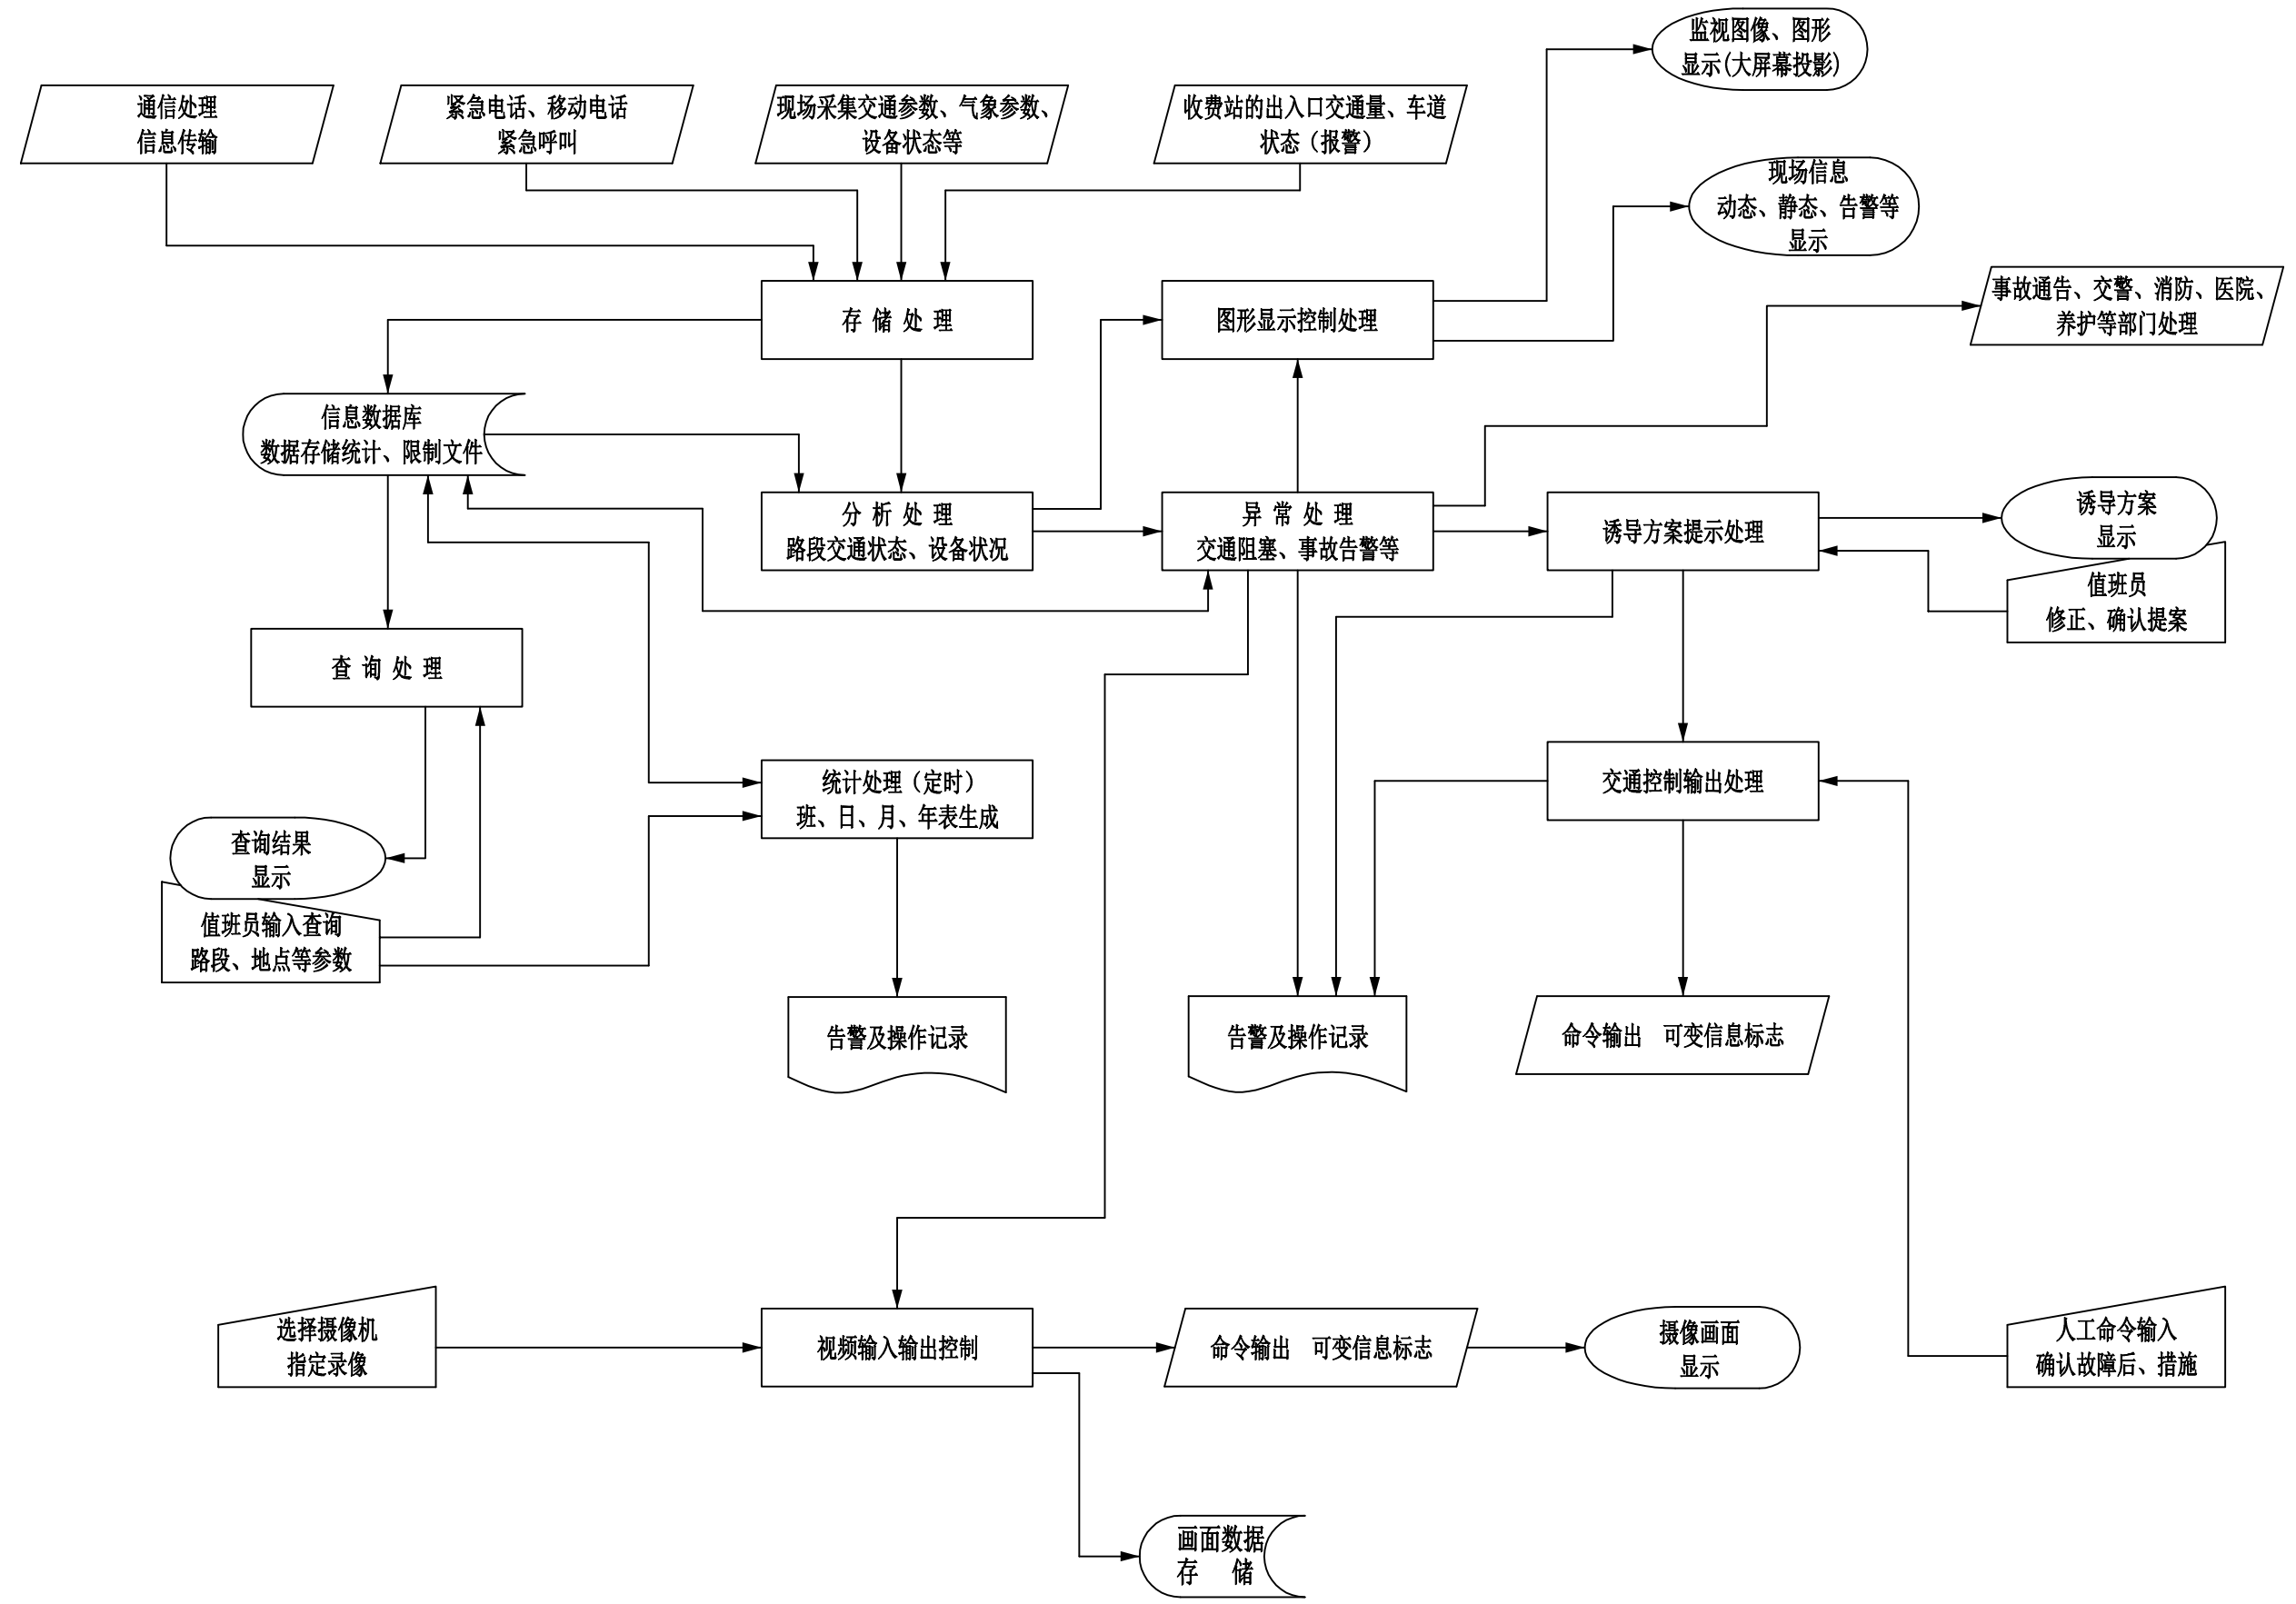 监视图像、图形
显示(大屏幕投影)
通信处理
信息传输
紧急电话、移动电话
紧急呼叫
现场采集交通参数、气象参数、
设备状态等
收费站的出入口交通量、车道
状态（报警）
现场信息
动态、静态、告警等
显示
事故通告、交警、消防、医院、
养护等部门处理
存 储 处 理
图形显示控制处理
信息数据库
数据存储统计、限制文件
分 析 处 理
路段交通状态、设备状况
异 常 处 理
交通阻塞、事故告警等
诱导方案提示处理
诱导方案
显示
值班员
修正、确认提案
查 询 处 理
统计处理（定时）
班、日、月、年表生成
交通控制输出处理
查询结果
显示
值班员输入查询
路段、地点等参数
告警及操作记录
告警及操作记录
命令输出 可变信息标志
选择摄像机
指定录像
视频输入输出控制
命令输出 可变信息标志
摄像画面
显示
人工命令输入
确认故障后、措施
画面数据
存 储